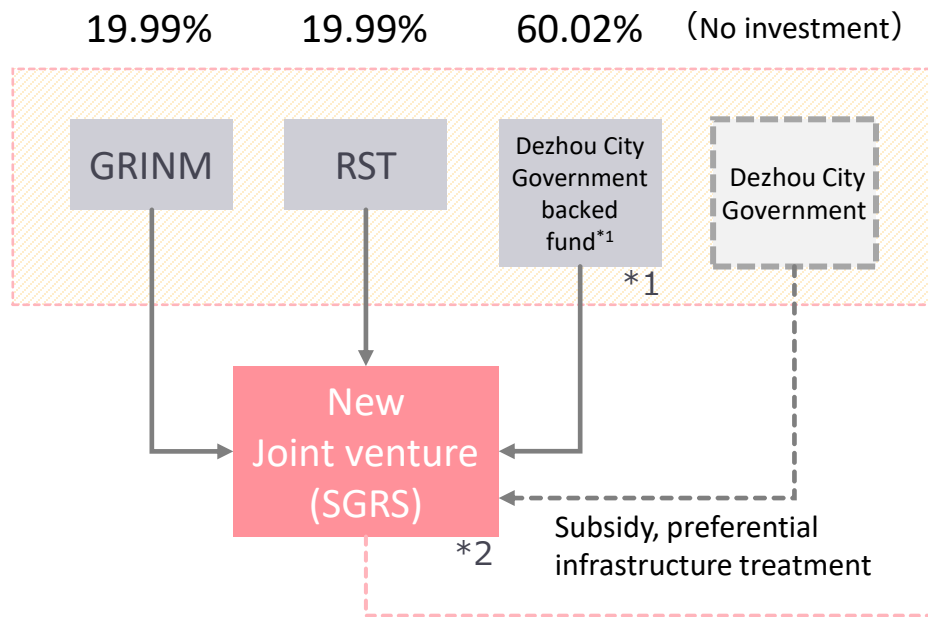 19.99%
19.99%
60.02%
（No investment）
GRINM
RST
Dezhou City
Government
backed
fund*1
*1
Dezhou City
Government
New
Joint venture
(SGRS)
*2
Subsidy, preferential
infrastructure treatment